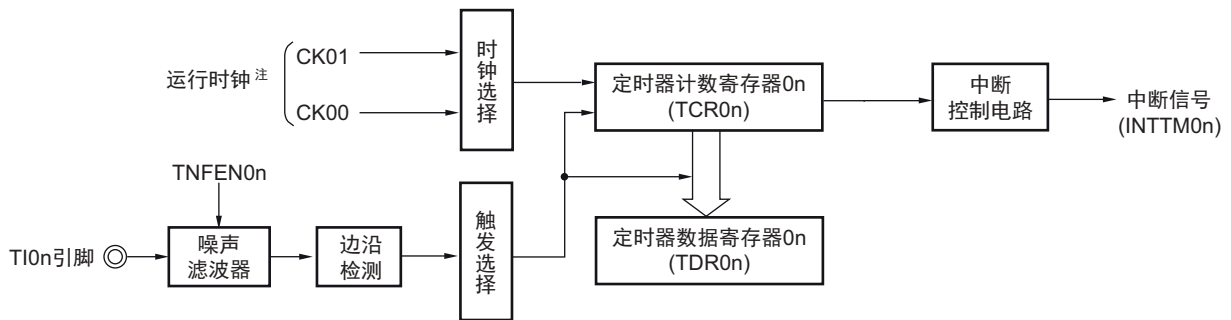 运行时钟注
CK01
CK00
时钟选择
定时器计数寄存器0n
(TCR0n)
中断
控制电路
中断信号
(INTTM0n)
TNFEN0n
TI0n引脚
噪声
滤波器
边沿
检测
触发选择
定时器数据寄存器0n
(TDR0n)